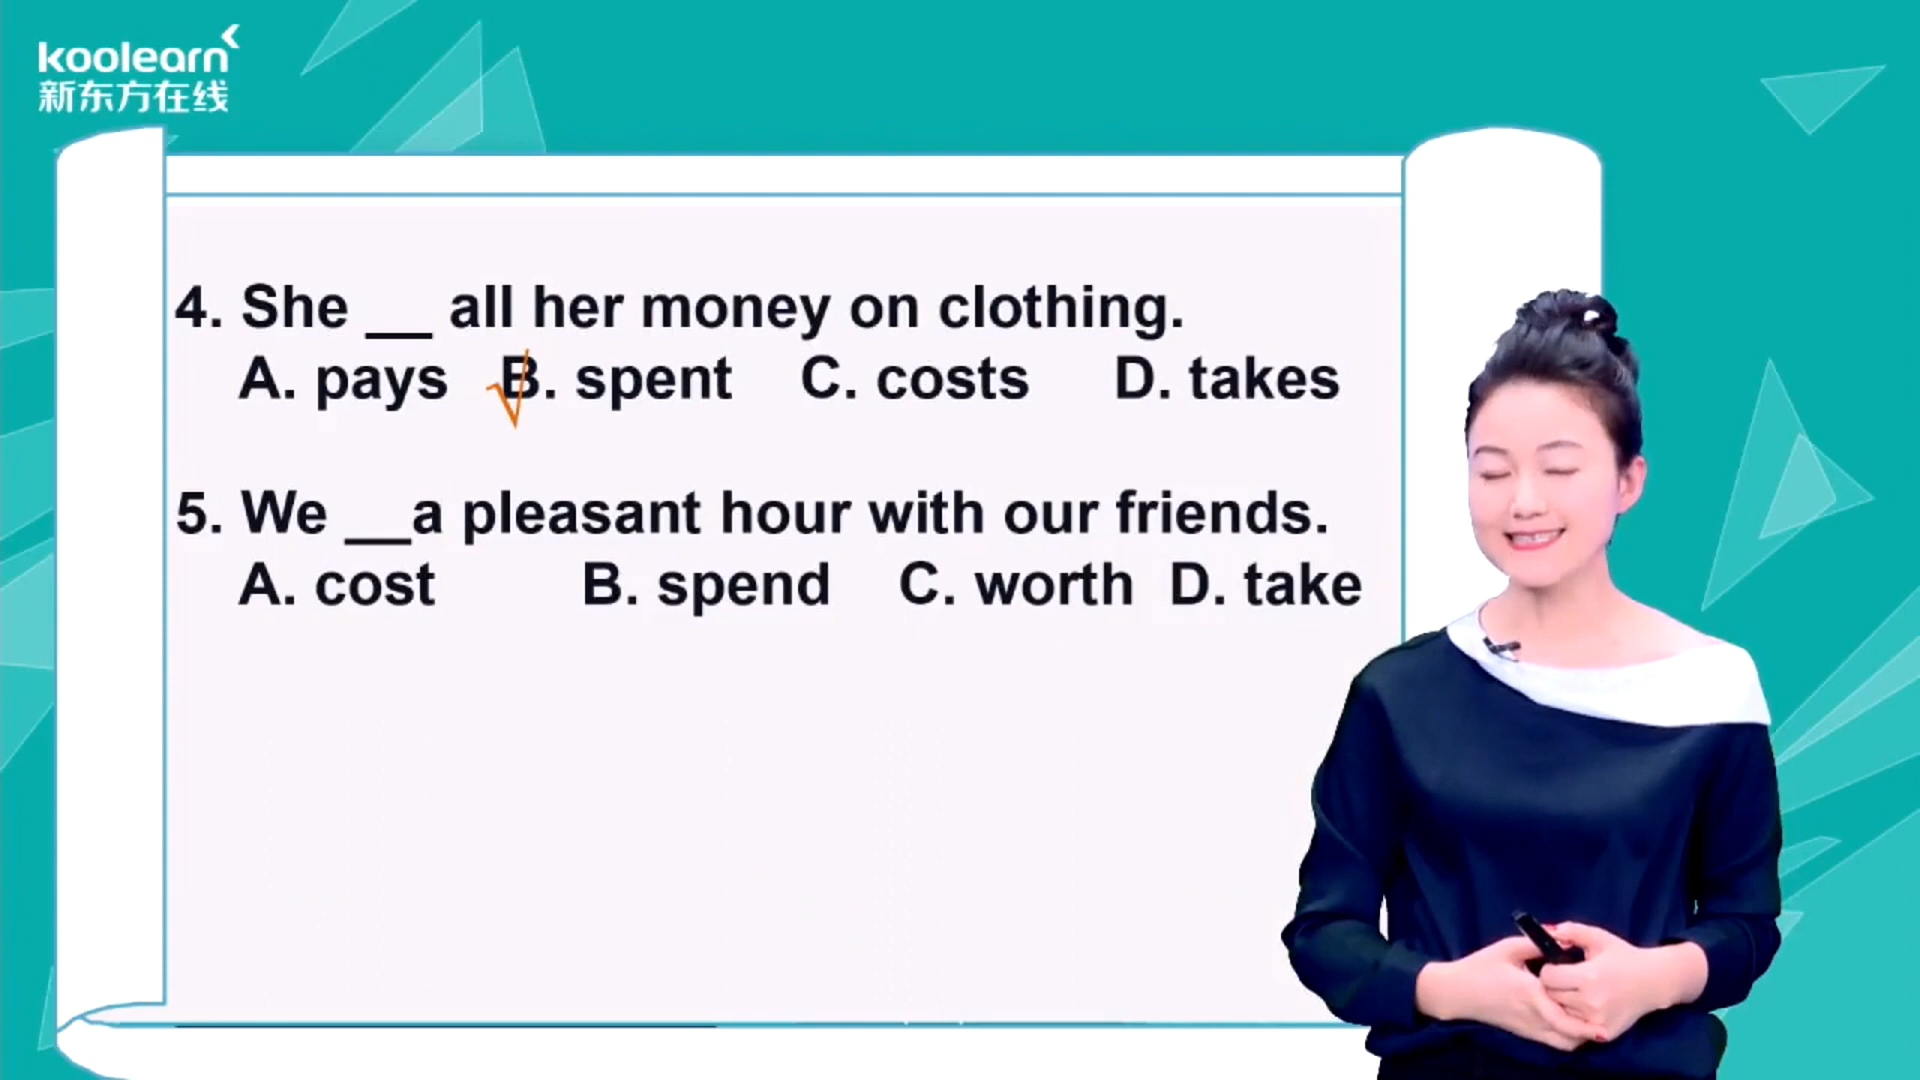 koolearn
新东方在线
4. She __ all her money on clothing.
A. pays B. spent C. costs D. takes
5. We __a pleasant hour with our friends.
A. cost B. spend C. worth D. take